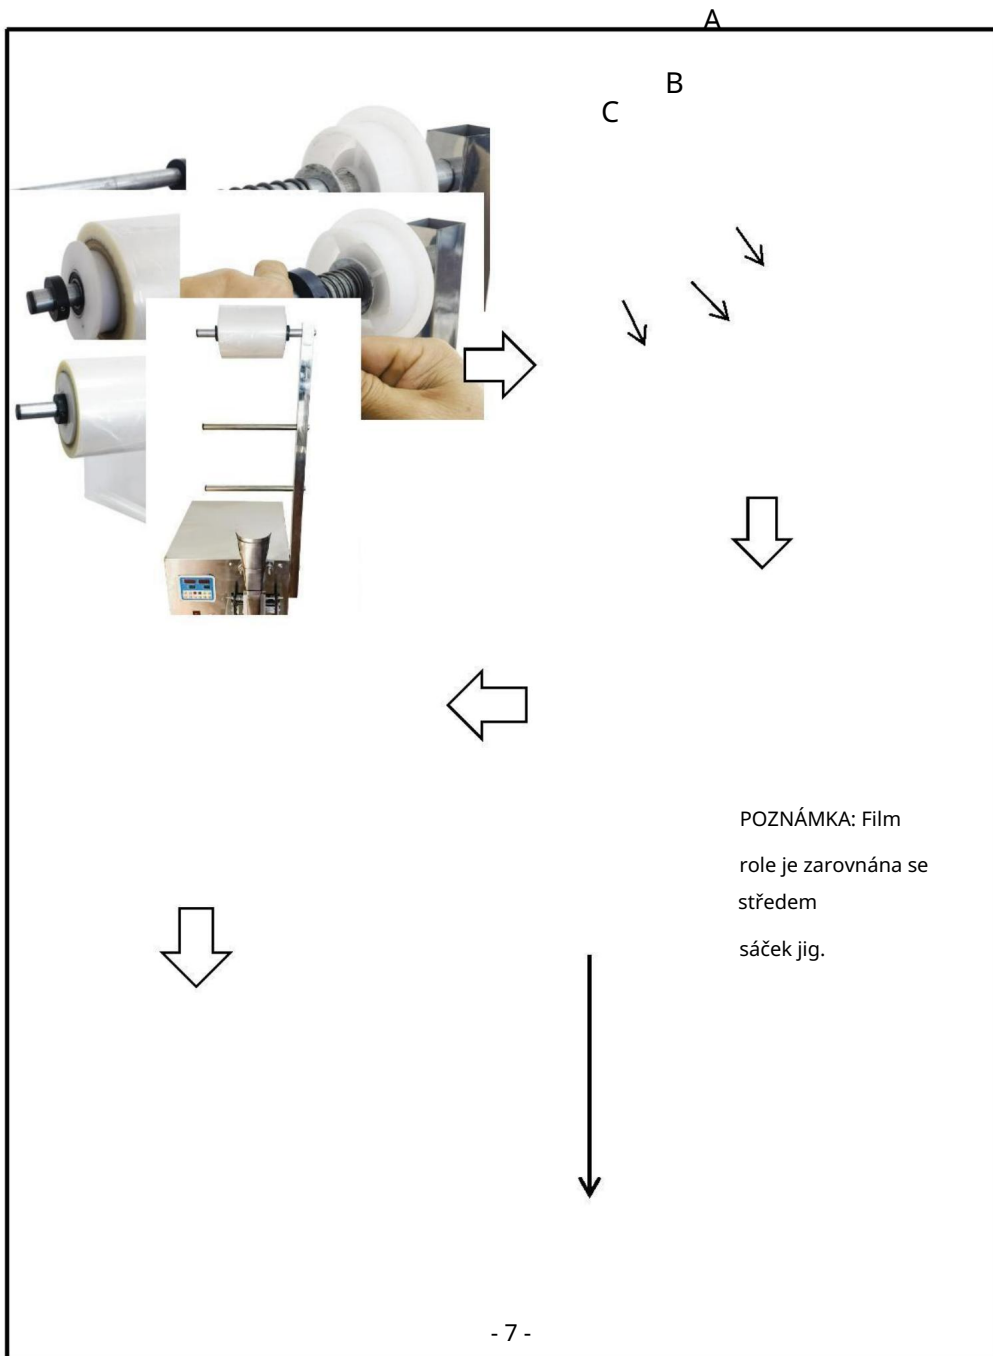 A
B
C
POZNÁMKA: Film
role je zarovnána se
středem
sáček jig.
- 7 -